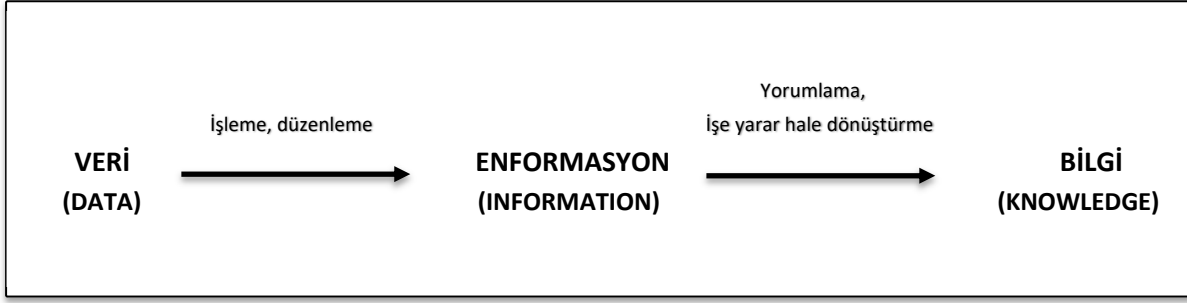 Yorumlama,
İşleme, düzenleme
İşe yarar hale dönüştürme
VERİ
(DATA)
ENFORMASYON
(INFORMATION)
BİLGİ
(KNOWLEDGE)